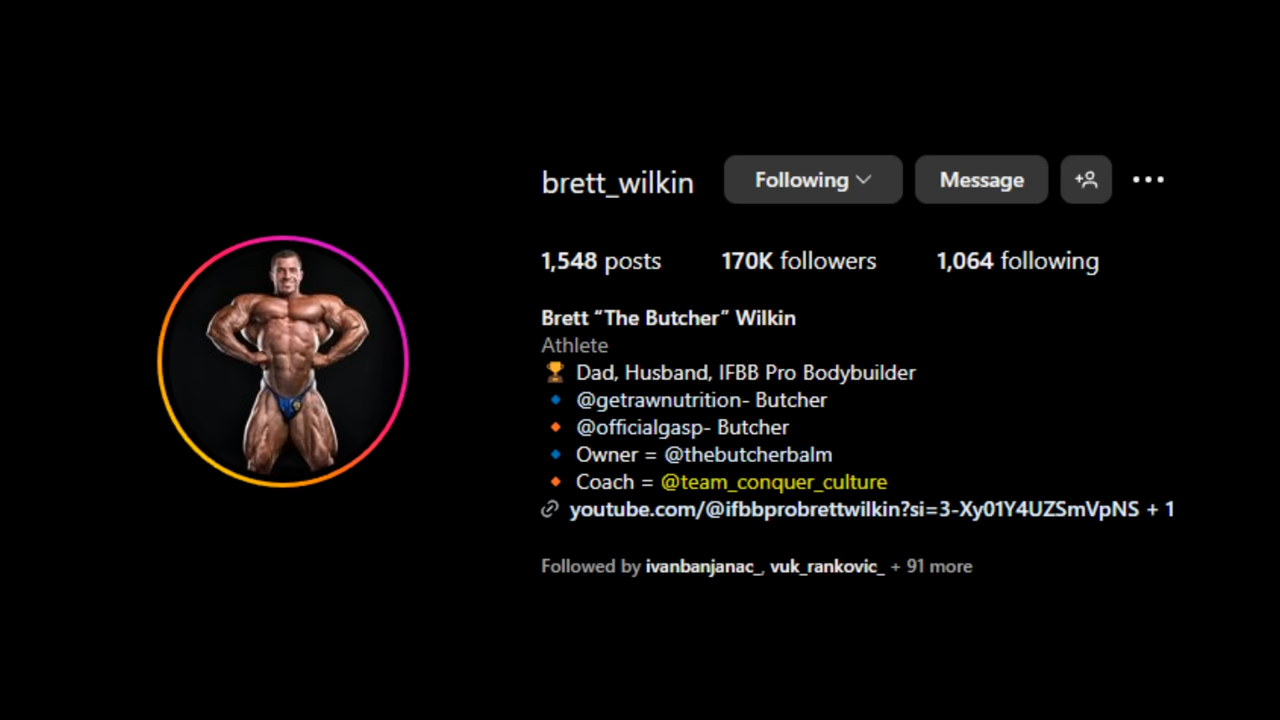 brett_wilkin Following Message
1,548 posts 170K followers 1,064 following
Brett “The Butcher” Wilkin
Athlete
🏆 Dad, Husband, IFBB Pro Bodybuilder
🔹 @getrawnutrition- Butcher
🔸 @officialgasp- Butcher
🔹 Owner = @thebutcherbalm
🔸 Coach = @team_conquer_culture
youtube.com/@ifbbprobrettwilkin?si=3-Xy01Y4UZSmVpNS + 1
Followed by ivanbanjanac_, vuk_rankovic_ + 91 more